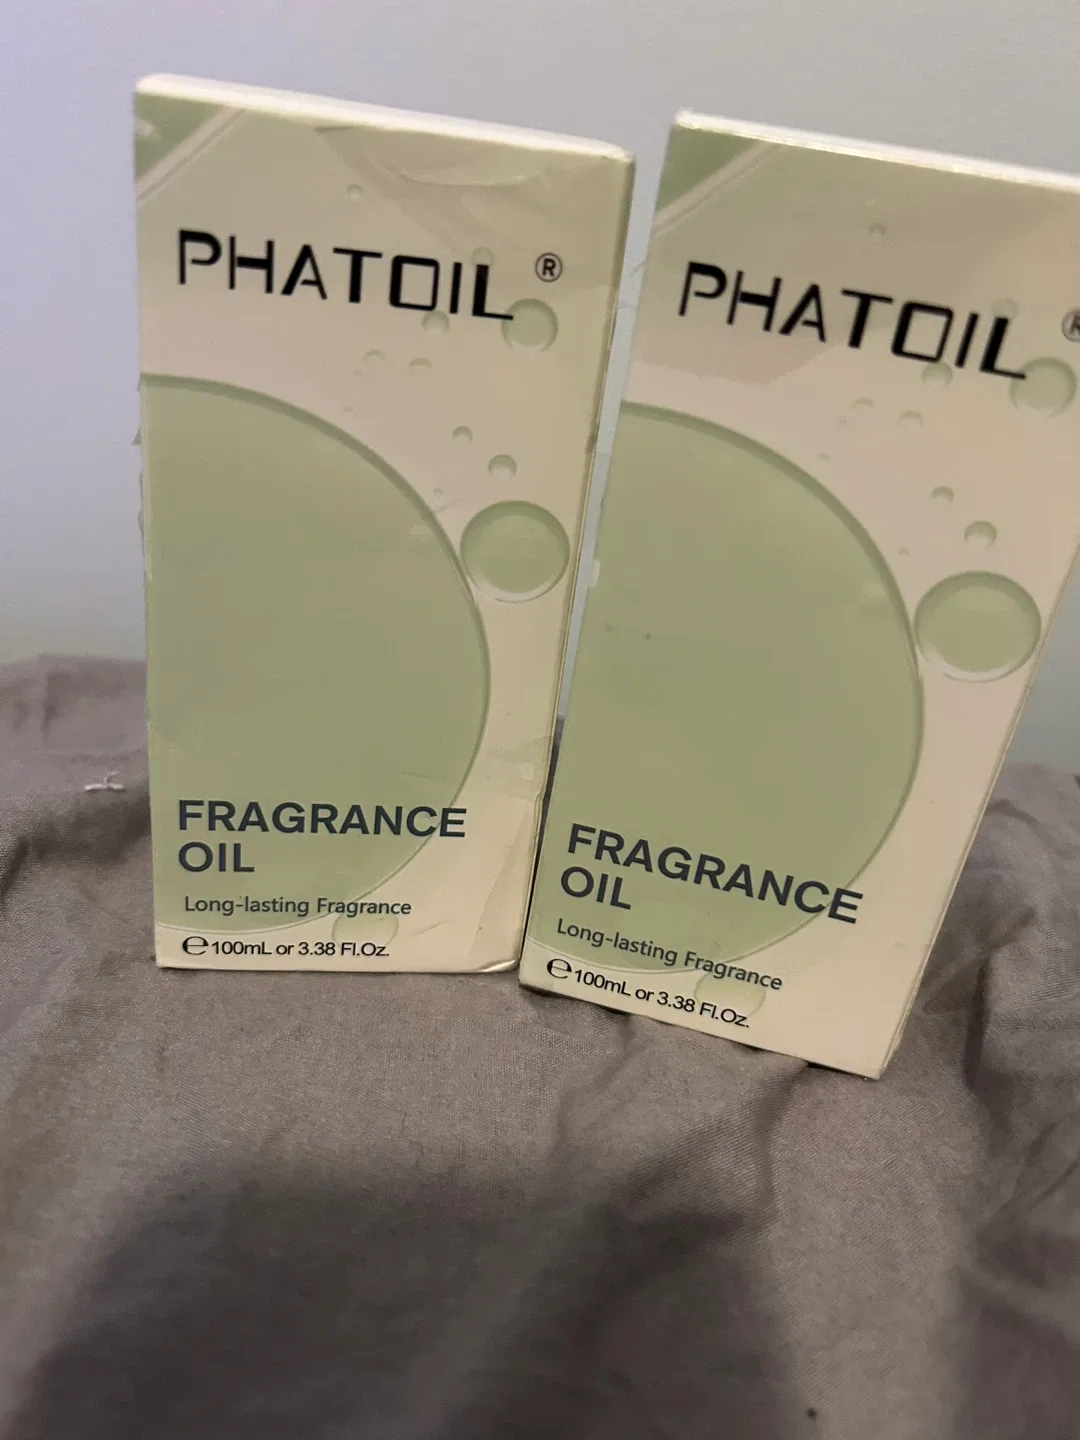 PHATOIL ®
FRAGRANCE
OIL
Long-lasting Fragrance
℮100mL or 3.38 Fl.Oz.
PHATOIL ®
FRAGRANCE
OIL
Long-lasting Fragrance
℮100mL or 3.38 Fl.Oz.